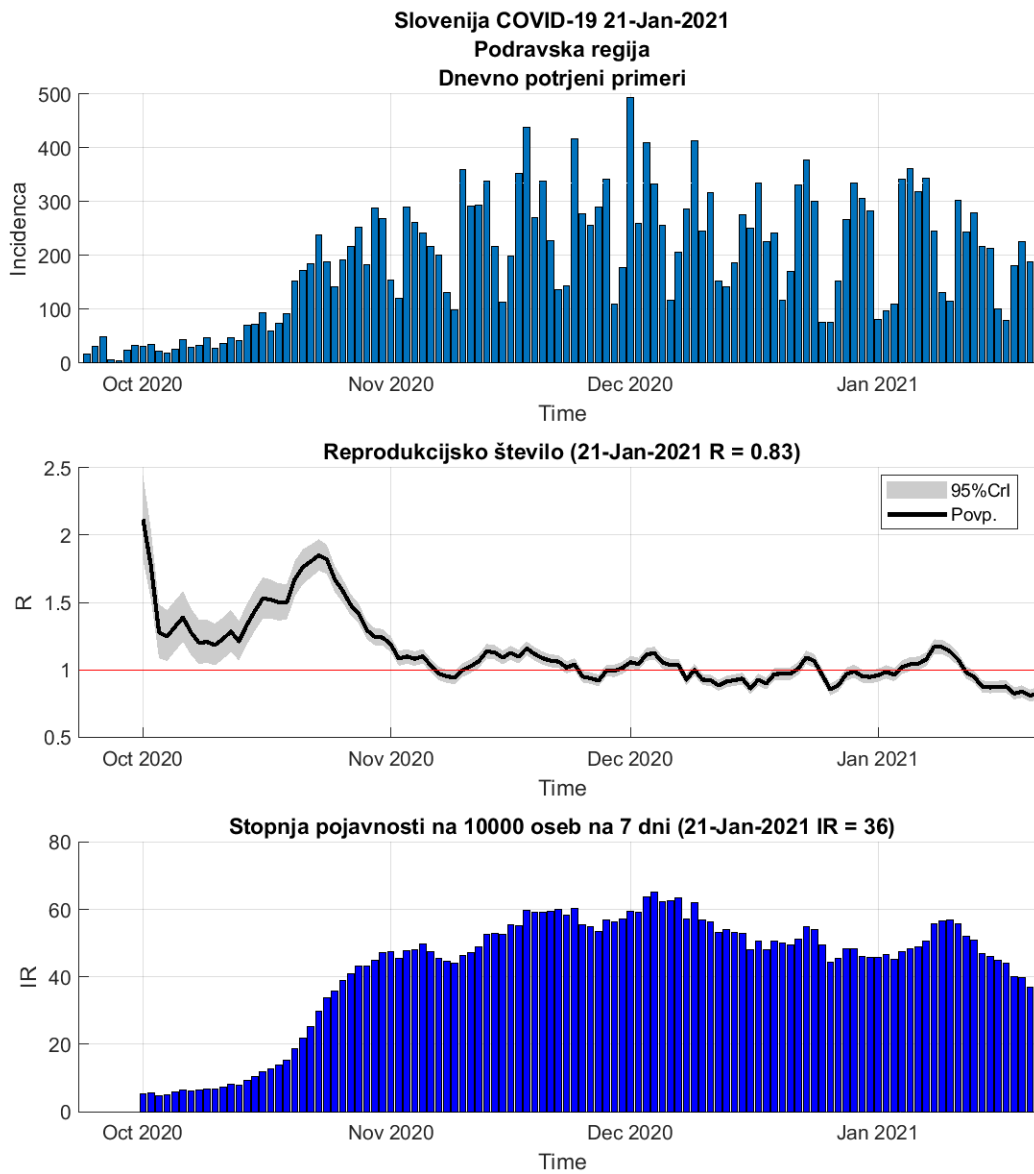 Slovenija COVID-19 21-Jan-2021
Podravska regija
Dnevno potrjeni primeri
500
400
300
200
100
0
Incidenca
Oct 2020 Nov 2020 Dec 2020 Jan 2021
Time
Reprodukcijsko število (21-Jan-2021 R = 0.83)
2.5
2
1.5
1
0.5
R
95%CrI
Povp.
Oct 2020 Nov 2020 Dec 2020 Jan 2021
Time
Stopnja pojavnosti na 10000 oseb na 7 dni (21-Jan-2021 IR = 36)
80
60
40
20
0
IR
Oct 2020 Nov 2020 Dec 2020 Jan 2021
Time